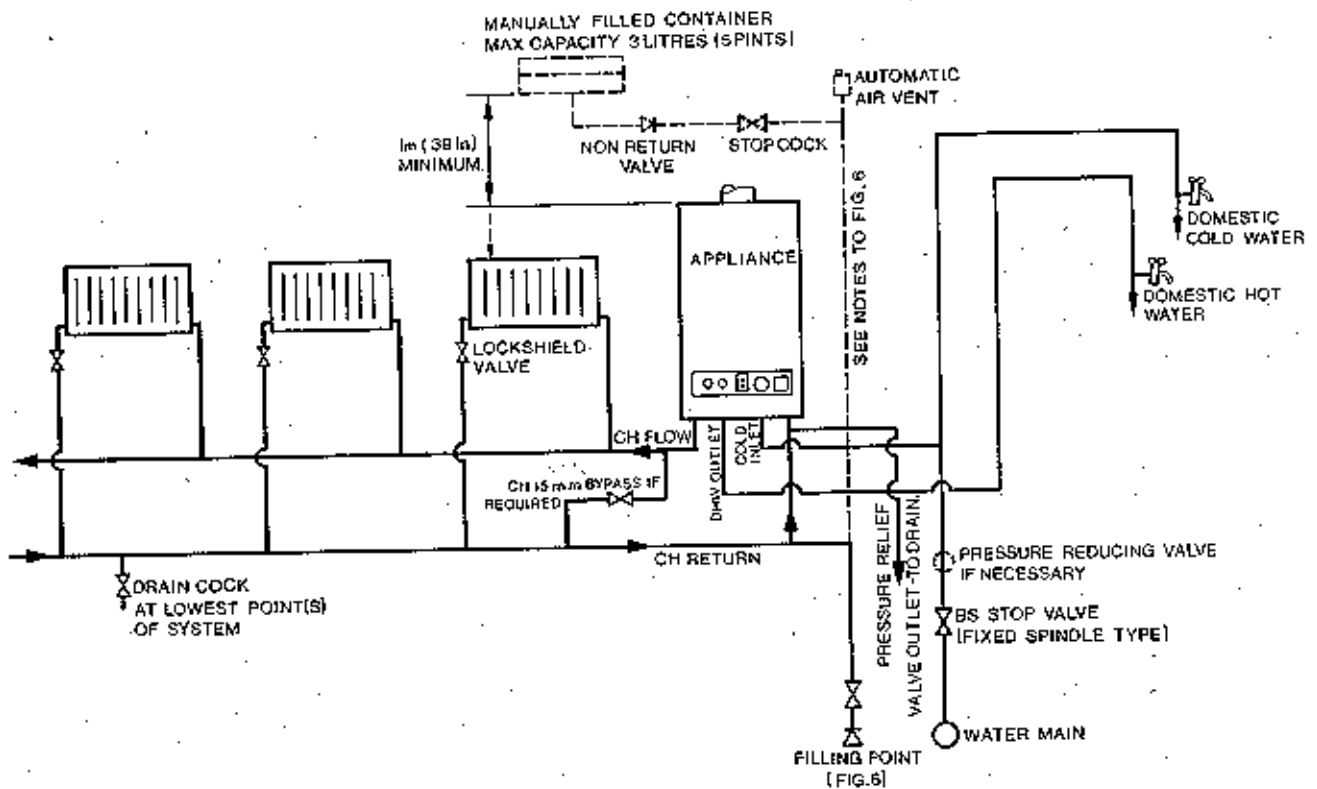 MANUALLY FILLED CONTAINER
MAX CAPACITY 3 LITRES (5PINTS)
AUTOMATIC
AIR VENT
1m (39 in)
MINIMUM.
NON RETURN
VALVE
STOP COCK
SEE NOTES TO FIG. 6
DOMESTIC
COLD WATER
APPLIANCE
DOMESTIC HOT
WATER
LOCKSHIELD
VALVE
CH FLOW
DHW OUTLET
COLD
INLET
CH 15 m.m BYPASS IF
REQUIRED
CH RETURN
DRAIN COCK
AT LOWEST POINT(S)
OF SYSTEM
PRESSURE RELIEF
VALVE OUTLET-TO DRAIN.
PRESSURE REDUCING VALVE
IF NECESSARY
BS STOP VALVE
(FIXED SPINDLE TYPE)
WATER MAIN
FILLING POINT
(FIG.6)